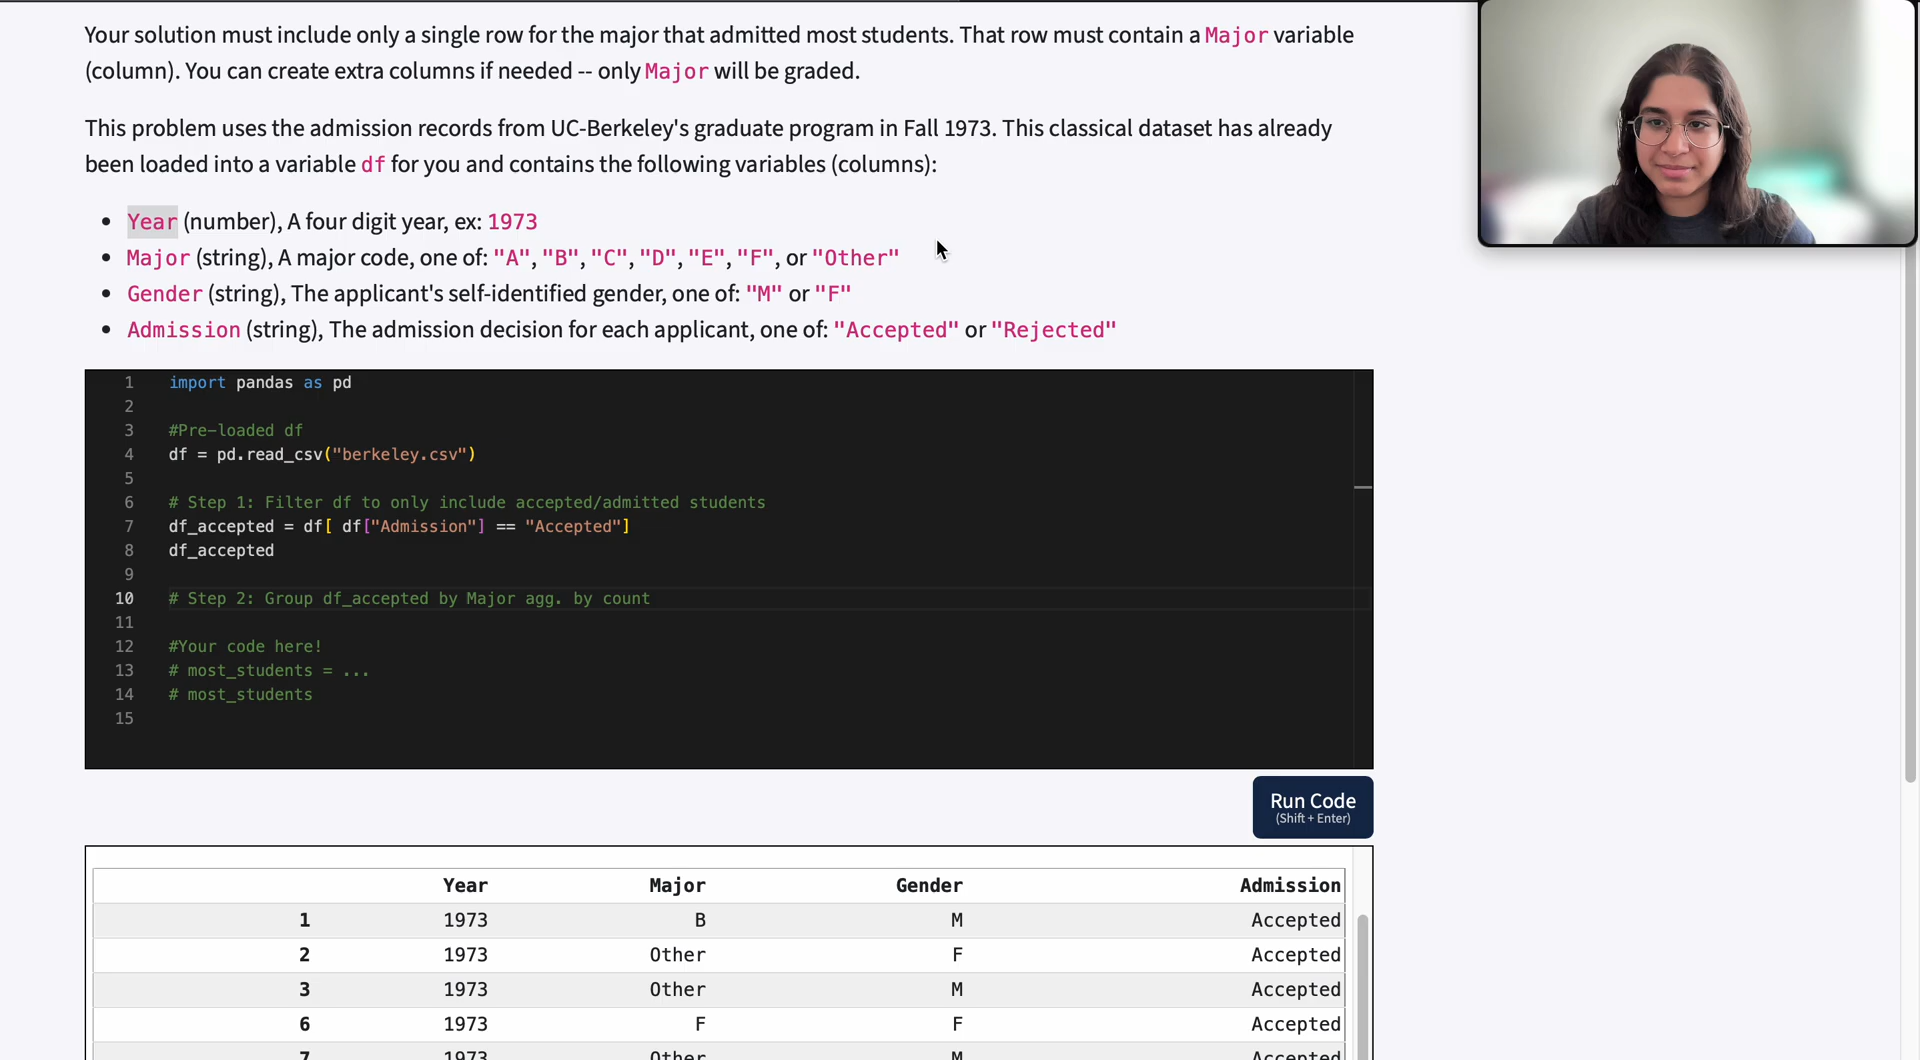 Your solution must include only a single row for the major that admitted most students. That row must contain a Major variable
(column). You can create extra columns if needed -- only Major will be graded.
This problem uses the admission records from UC-Berkeley's graduate program in Fall 1973. This classical dataset has already
been loaded into a variable df for you and contains the following variables (columns):
• Year (number), A four digit year, ex: 1973
• Major (string), A major code, one of: "A", "B", "C", "D", "E", "F", or "Other"
• Gender (string), The applicant's self-identified gender, one of: "M" or "F"
• Admission (string), The admission decision for each applicant, one of: "Accepted" or "Rejected"
1 import pandas as pd
2
3 #Pre-loaded df
4 df = pd.read_csv("berkeley.csv")
5
6 # Step 1: Filter df to only include accepted/admitted students
7 df_accepted = df[ df["Admission"] == "Accepted"]
8 df_accepted
9
10 # Step 2: Group df_accepted by Major agg. by count
11
12 #Your code here!
13 # most_students = ...
14 # most_students
15
Run Code
(Shift + Enter)
Year Major Gender Admission
1 1973 B M Accepted
2 1973 Other F Accepted
3 1973 Other M Accepted
6 1973 F F Accepted
7 1973 Other M Accepted